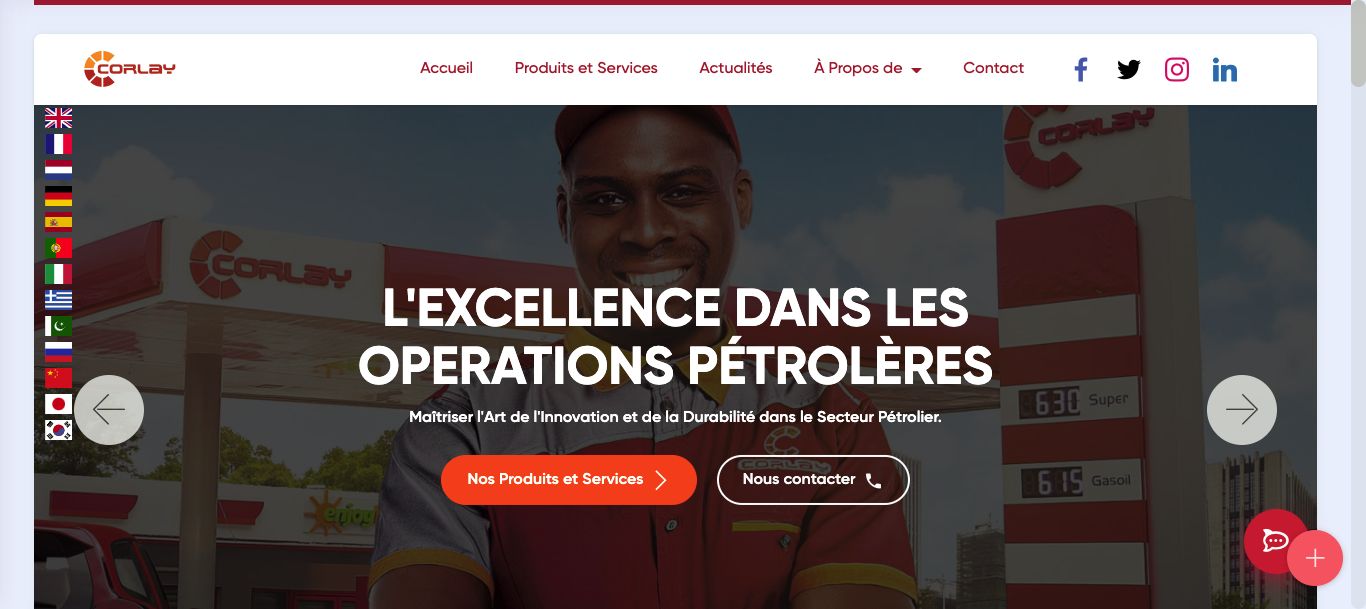 CORLAY
Accueil
Produits et Services
Actualités
À Propos de
Contact
CORLAY
CORLAY
L'EXCELLENCE DANS LES
OPERATIONS PÉTROLÈRES
630 Super
Maîtriser l'Art de l'Innovation et de la Durabilité dans le Secteur Pétrolier.
CORLAY
Nos Produits et Services
Nous contacter
615 Gasoil
enjoy